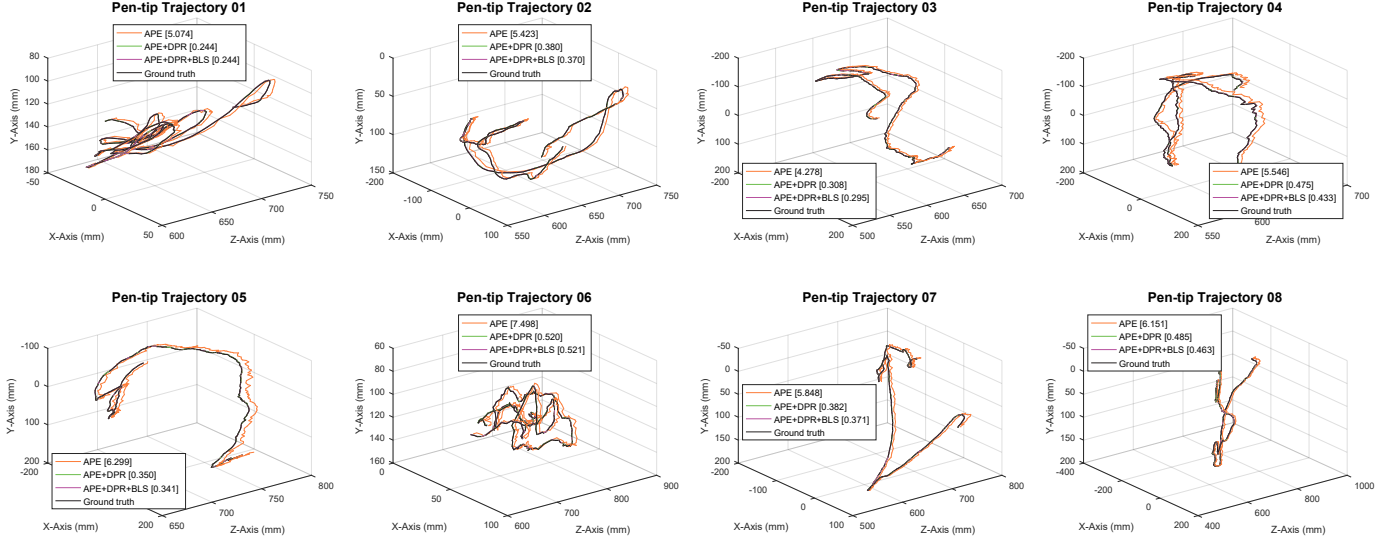 Pen-tip Trajectory 01
APE [5.074]
APE+DPR [0.244]
APE+DPR+BLS [0.244]
Ground truth
80
100
120
140
160
180
Y-Axis (mm)
-50
0
50
X-Axis (mm)
600
650
700
750
Z-Axis (mm)
Pen-tip Trajectory 02
APE [5.423]
APE+DPR [0.380]
APE+DPR+BLS [0.370]
Ground truth
0
50
100
150
Y-Axis (mm)
-200
-100
0
100
X-Axis (mm)
550
600
650
700
750
Z-Axis (mm)
Pen-tip Trajectory 03
-200
-100
0
100
200
Y-Axis (mm)
APE [4.278]
APE+DPR [0.308]
APE+DPR+BLS [0.295]
Ground truth
-200
200
X-Axis (mm)
500
550
600
650
700
Z-Axis (mm)
Pen-tip Trajectory 04
-200
-100
0
100
200
Y-Axis (mm)
APE [5.546]
APE+DPR [0.475]
APE+DPR+BLS [0.433]
Ground truth
-200
0
200
X-Axis (mm)
550
600
700
Z-Axis (mm)
Pen-tip Trajectory 05
-100
0
100
200
Y-Axis (mm)
APE [6.299]
APE+DPR [0.350]
APE+DPR+BLS [0.341]
Ground truth
-200
200
X-Axis (mm)
650
700
750
800
Z-Axis (mm)
Pen-tip Trajectory 06
APE [7.498]
APE+DPR [0.520]
APE+DPR+BLS [0.521]
Ground truth
60
80
100
120
140
160
Y-Axis (mm)
0
50
100
X-Axis (mm)
600
700
800
900
Z-Axis (mm)
Pen-tip Trajectory 07
-50
0
50
100
150
200
Y-Axis (mm)
APE [5.848]
APE+DPR [0.382]
APE+DPR+BLS [0.371]
Ground truth
-200
-100
0
100
X-Axis (mm)
500
600
700
800
Z-Axis (mm)
Pen-tip Trajectory 08
APE [6.151]
APE+DPR [0.485]
APE+DPR+BLS [0.463]
Ground truth
-50
0
50
100
150
200
Y-Axis (mm)
-400
-200
0
200
X-Axis (mm)
400
600
800
1000
Z-Axis (mm)